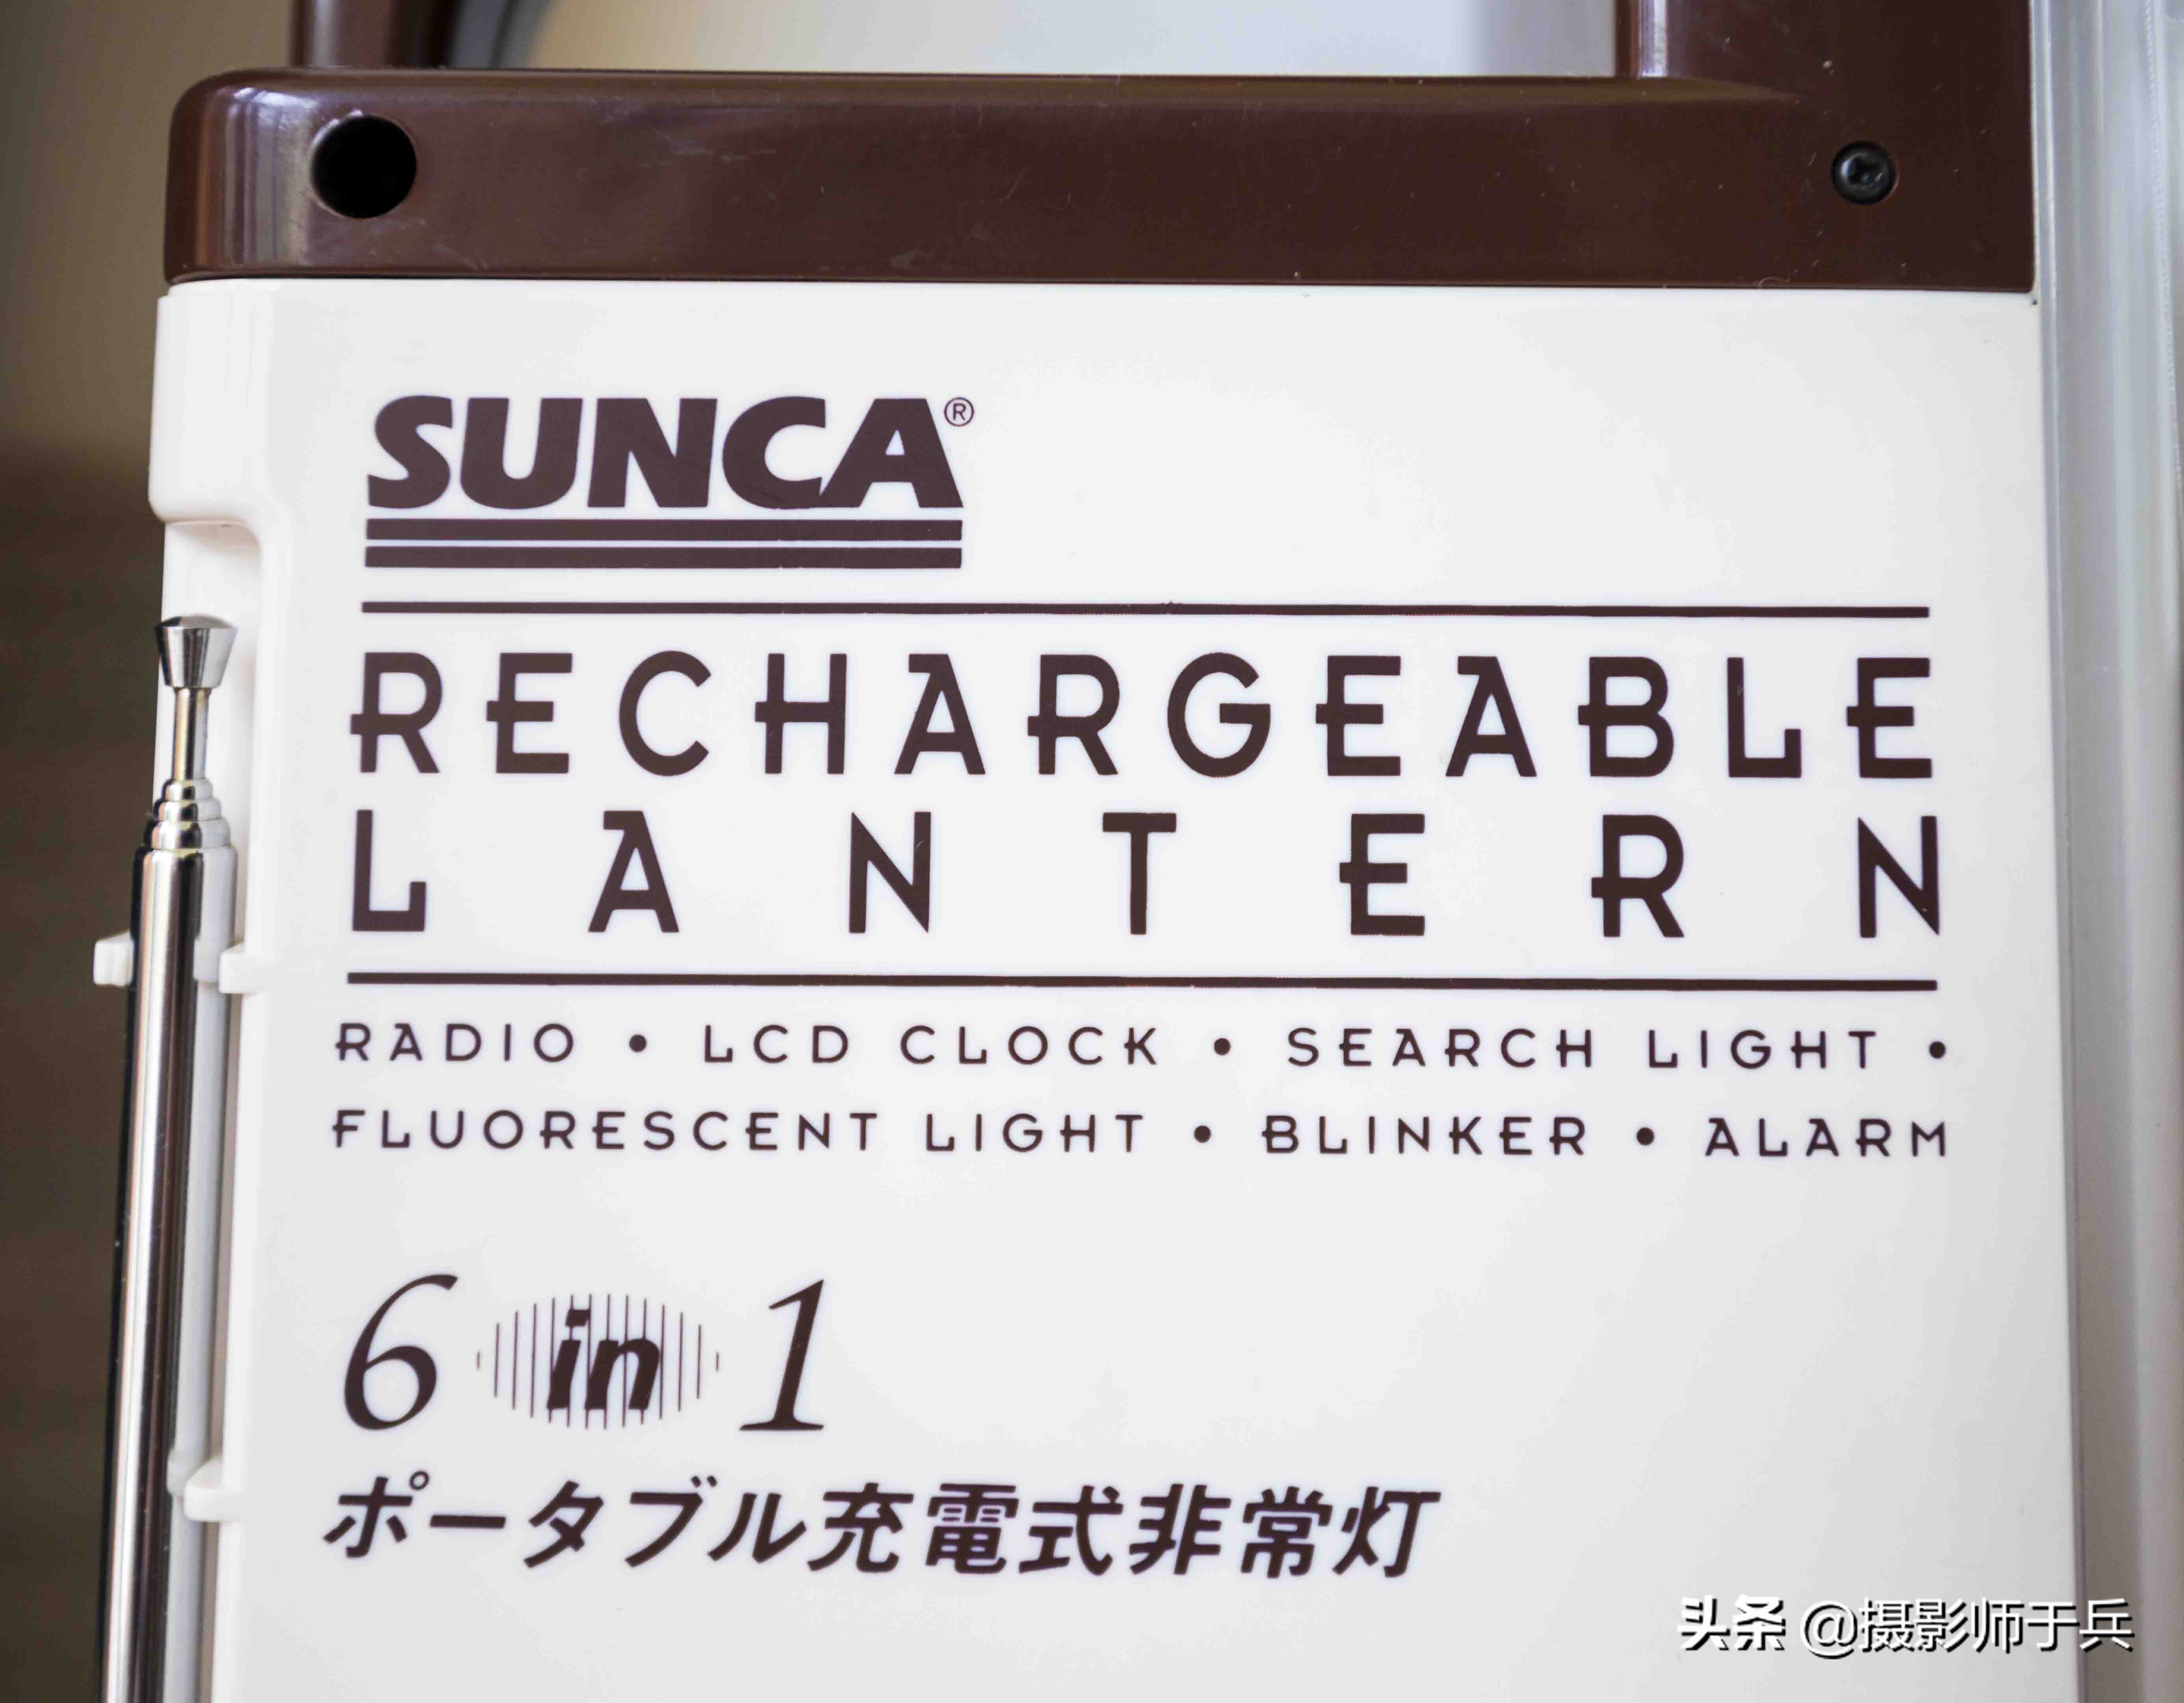 SUNCA®
RECHARGEABLE
LANTERN
RADIO • LCD CLOCK • SEARCH LIGHT •
FLUORESCENT LIGHT • BLINKER • ALARM
6 in 1
ポータブル充電式非常灯
头条 @摄影师于兵